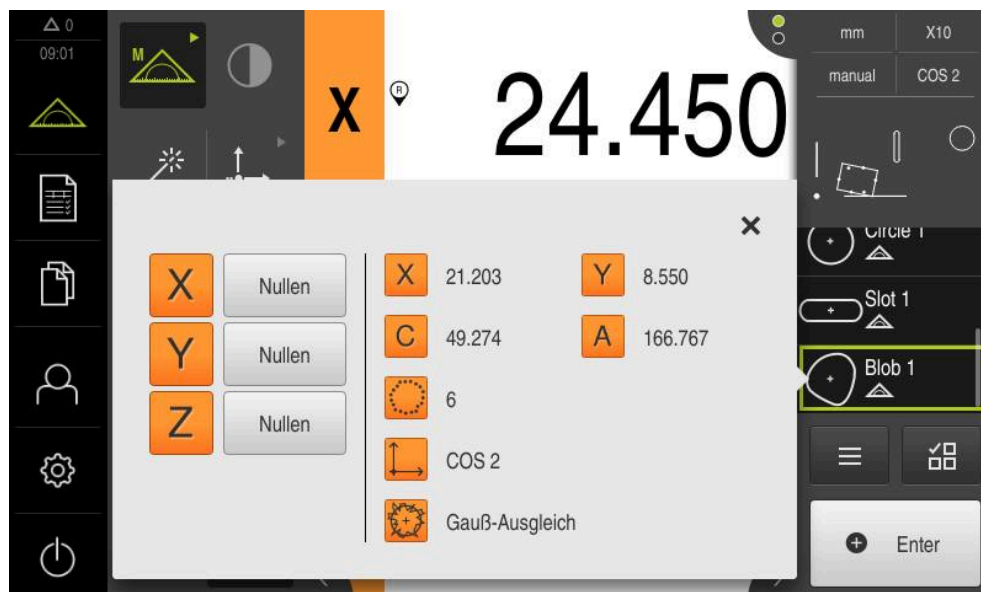 0
09:01
M
X
R
24.450
mm X10
manual COS 2
X Nullen
Y Nullen
Z Nullen
X 21.203 Y 8.550
C 49.274 A 166.767
6
COS 2
Gauß-Ausgleich
Circle 1
Slot 1
Blob 1
Enter